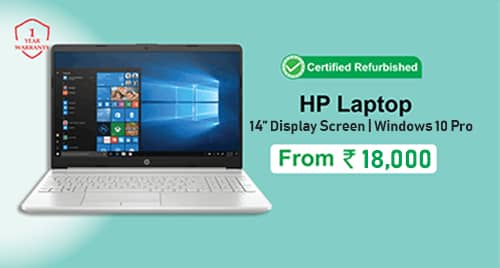 1
YEAR
WARRANTY
Certified Refurbished
HP Laptop
14" Display Screen | Windows 10 Pro
From ₹ 18,000